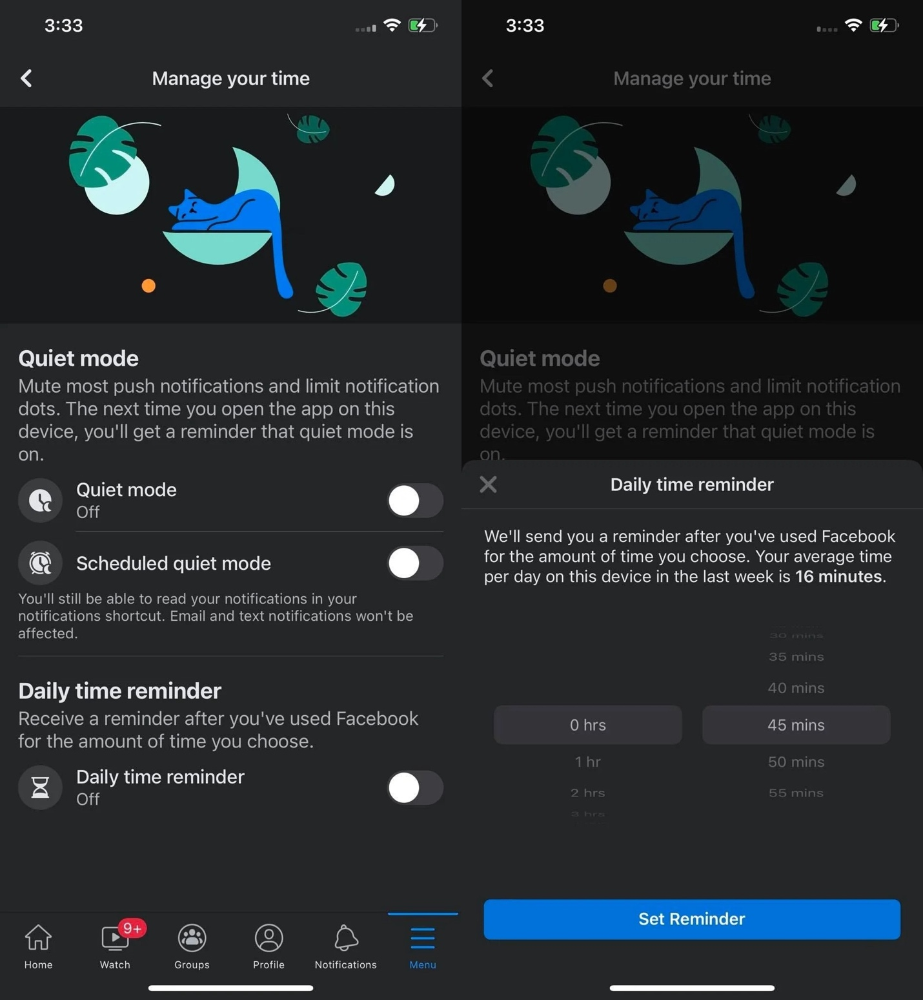 3:33
Manage your time
Quiet mode
Mute most push notifications and limit notification
dots. The next time you open the app on this
device, you'll get a reminder that quiet mode is
on.
Quiet mode
Off
Scheduled quiet mode
You'll still be able to read your notifications in your
notifications shortcut. Email and text notifications won't be
affected.
Daily time reminder
Receive a reminder after you've used Facebook
for the amount of time you choose.
Daily time reminder
Off
9+
Home
Watch
Groups
Profile
Notifications
Menu
3:33
Manage your time
Quiet mode
Mute most push notifications and limit notification
dots. The next time you open the app on this
device, you'll get a reminder that quiet mode is
on.
Daily time reminder
We'll send you a reminder after you've used Facebook
for the amount of time you choose. Your average time
per day on this device in the last week is 16 minutes.
30 mins
35 mins
40 mins
0 hrs 45 mins
1 hr 50 mins
2 hrs 55 mins
3 hrs
Set Reminder